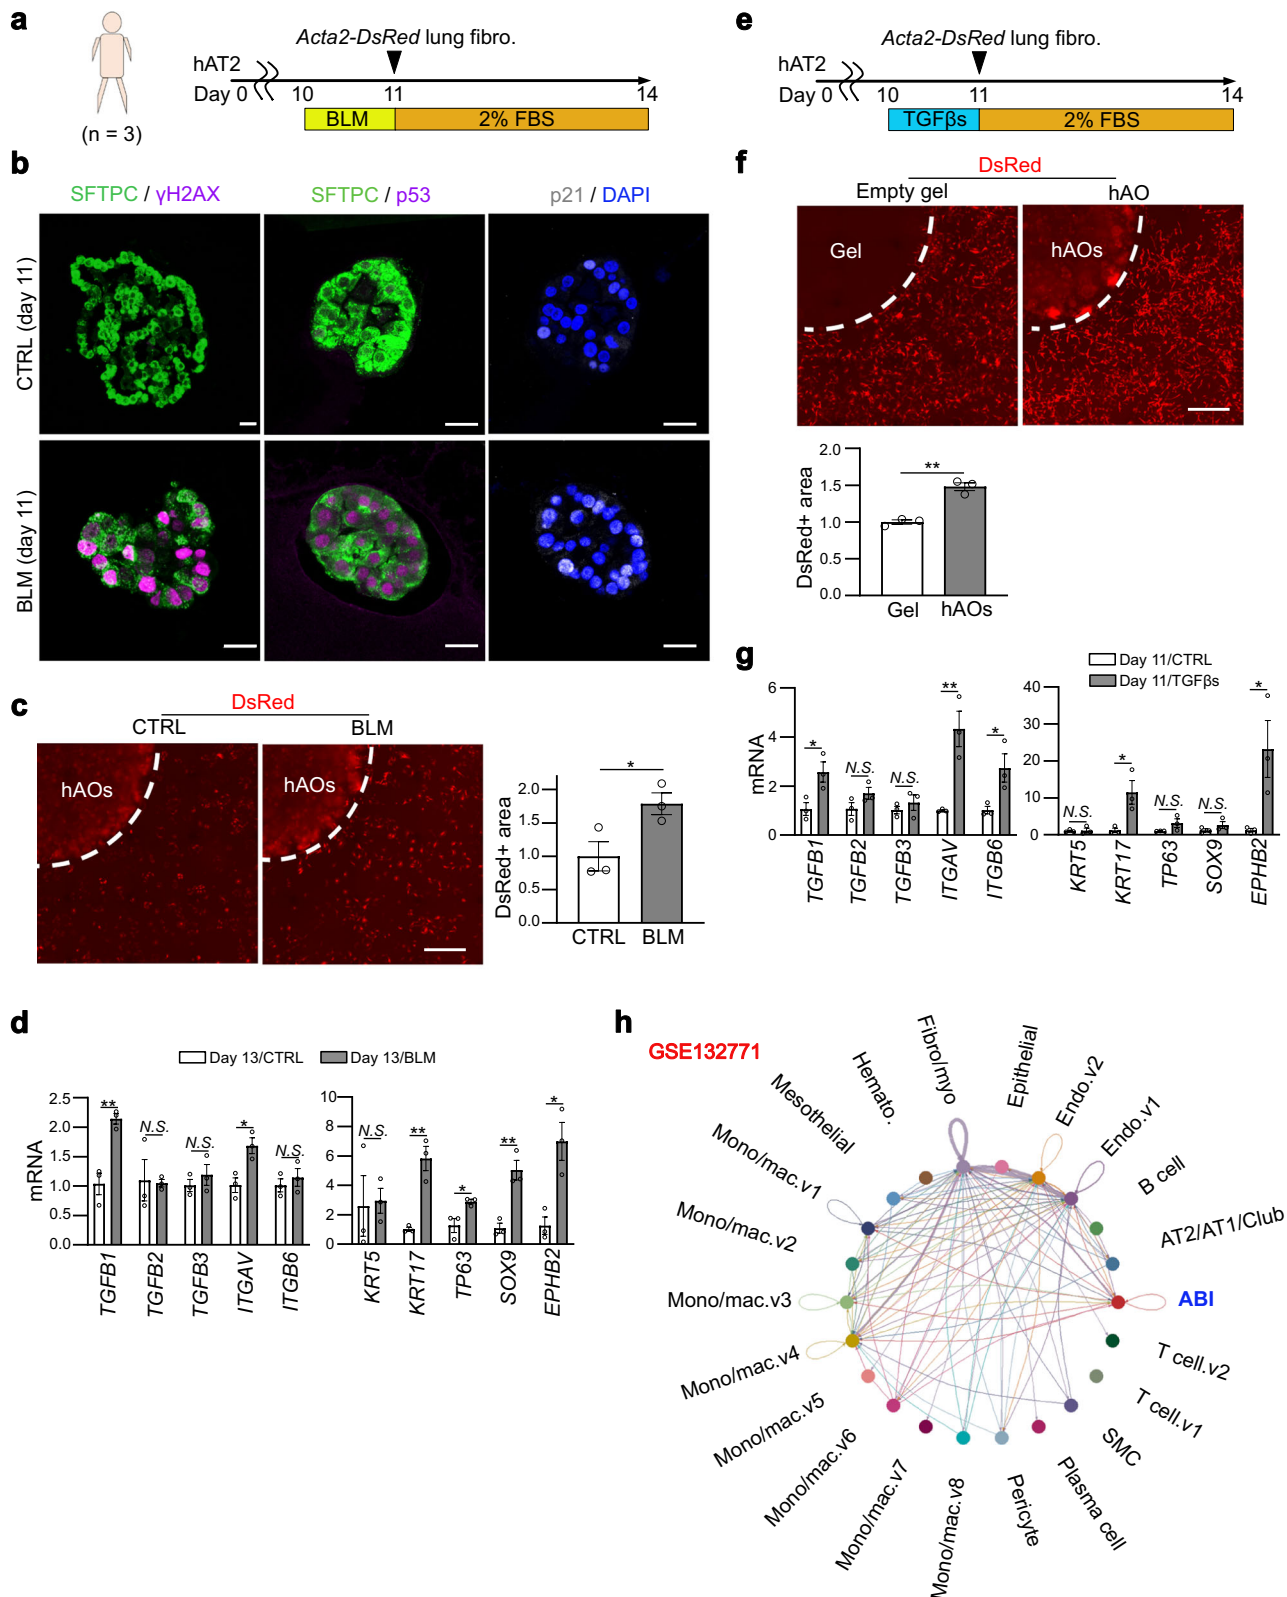 a
Acta2-DsRed lung fibro.
hAT2
Day 0
10
11
14
BLM
2% FBS
(n = 3)
e
Acta2-DsRed lung fibro.
hAT2
Day 0
10
11
14
TGFβs
2% FBS
b
SFTPC / γH2AX
SFTPC / p53
p21 / DAPI
CTRL (day 11)
BLM (day 11)
f
DsRed
Empty gel
hAO
Gel
hAOs
DsRed+ area
2.0
1.5
1.0
0.5
0.0
**
Gel
hAOs
c
DsRed
CTRL
BLM
hAOs
hAOs
DsRed+ area
2.0
1.5
1.0
0.5
0.0
*
CTRL
BLM
g
Day 11/CTRL
Day 11/TGFβs
mRNA
6
4
2
0
*
N.S.
N.S.
**
*
TGFB1
TGFB2
TGFB3
ITGAV
ITGB6
40
30
20
10
0
N.S.
*
N.S.
N.S.
*
KRT5
KRT17
TP63
SOX9
EPHB2
d
Day 13/CTRL
Day 13/BLM
mRNA
2.5
2.0
1.5
1.0
0.5
0.0
**
N.S.
N.S.
*
N.S.
TGFB1
TGFB2
TGFB3
ITGAV
ITGB6
10
8
6
4
2
0
N.S.
**
*
**
*
KRT5
KRT17
TP63
SOX9
EPHB2
h
GSE132771
Fibro/myo
Epithelial
Endo.v2
Endo.v1
B cell
AT2/AT1/Club
ABI
T cell.v2
T cell.v1
SMC
Plasma cell
Pericyte
Mono/mac.v8
Mono/mac.v7
Mono/mac.v6
Mono/mac.v5
Mono/mac.v4
Mono/mac.v3
Mono/mac.v2
Mono/mac.v1
Mesothelial
Hemato.